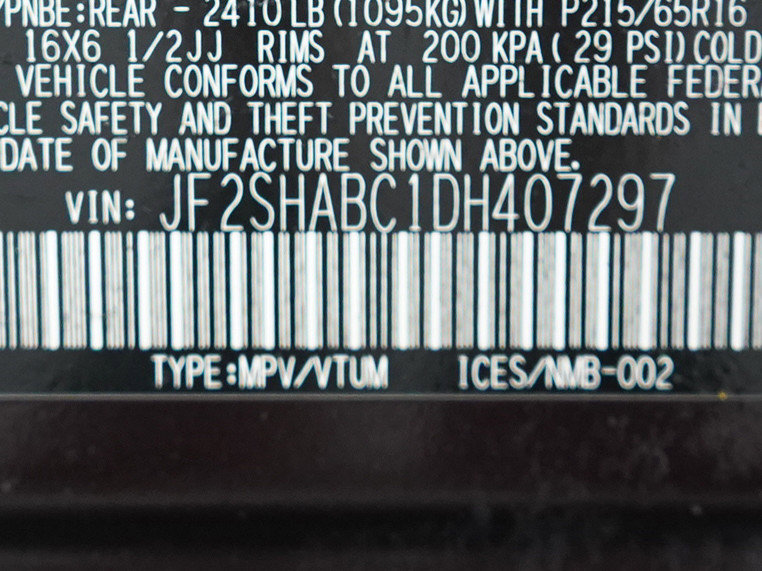 /PNBE:REAR - 2410 LB (1095KG) WITH P215/65R16
16X6 1/2JJ RIMS AT 200 KPA ( 29 PSI) COLD
VEHICLE CONFORMS TO ALL APPLICABLE FEDERA
CLE SAFETY AND THEFT PREVENTION STANDARDS IN
DATE OF MANUFACTURE SHOWN ABOVE.
VIN: JF2SHABC1DH407297
TYPE:MPV/VTUM ICES/NMB-002